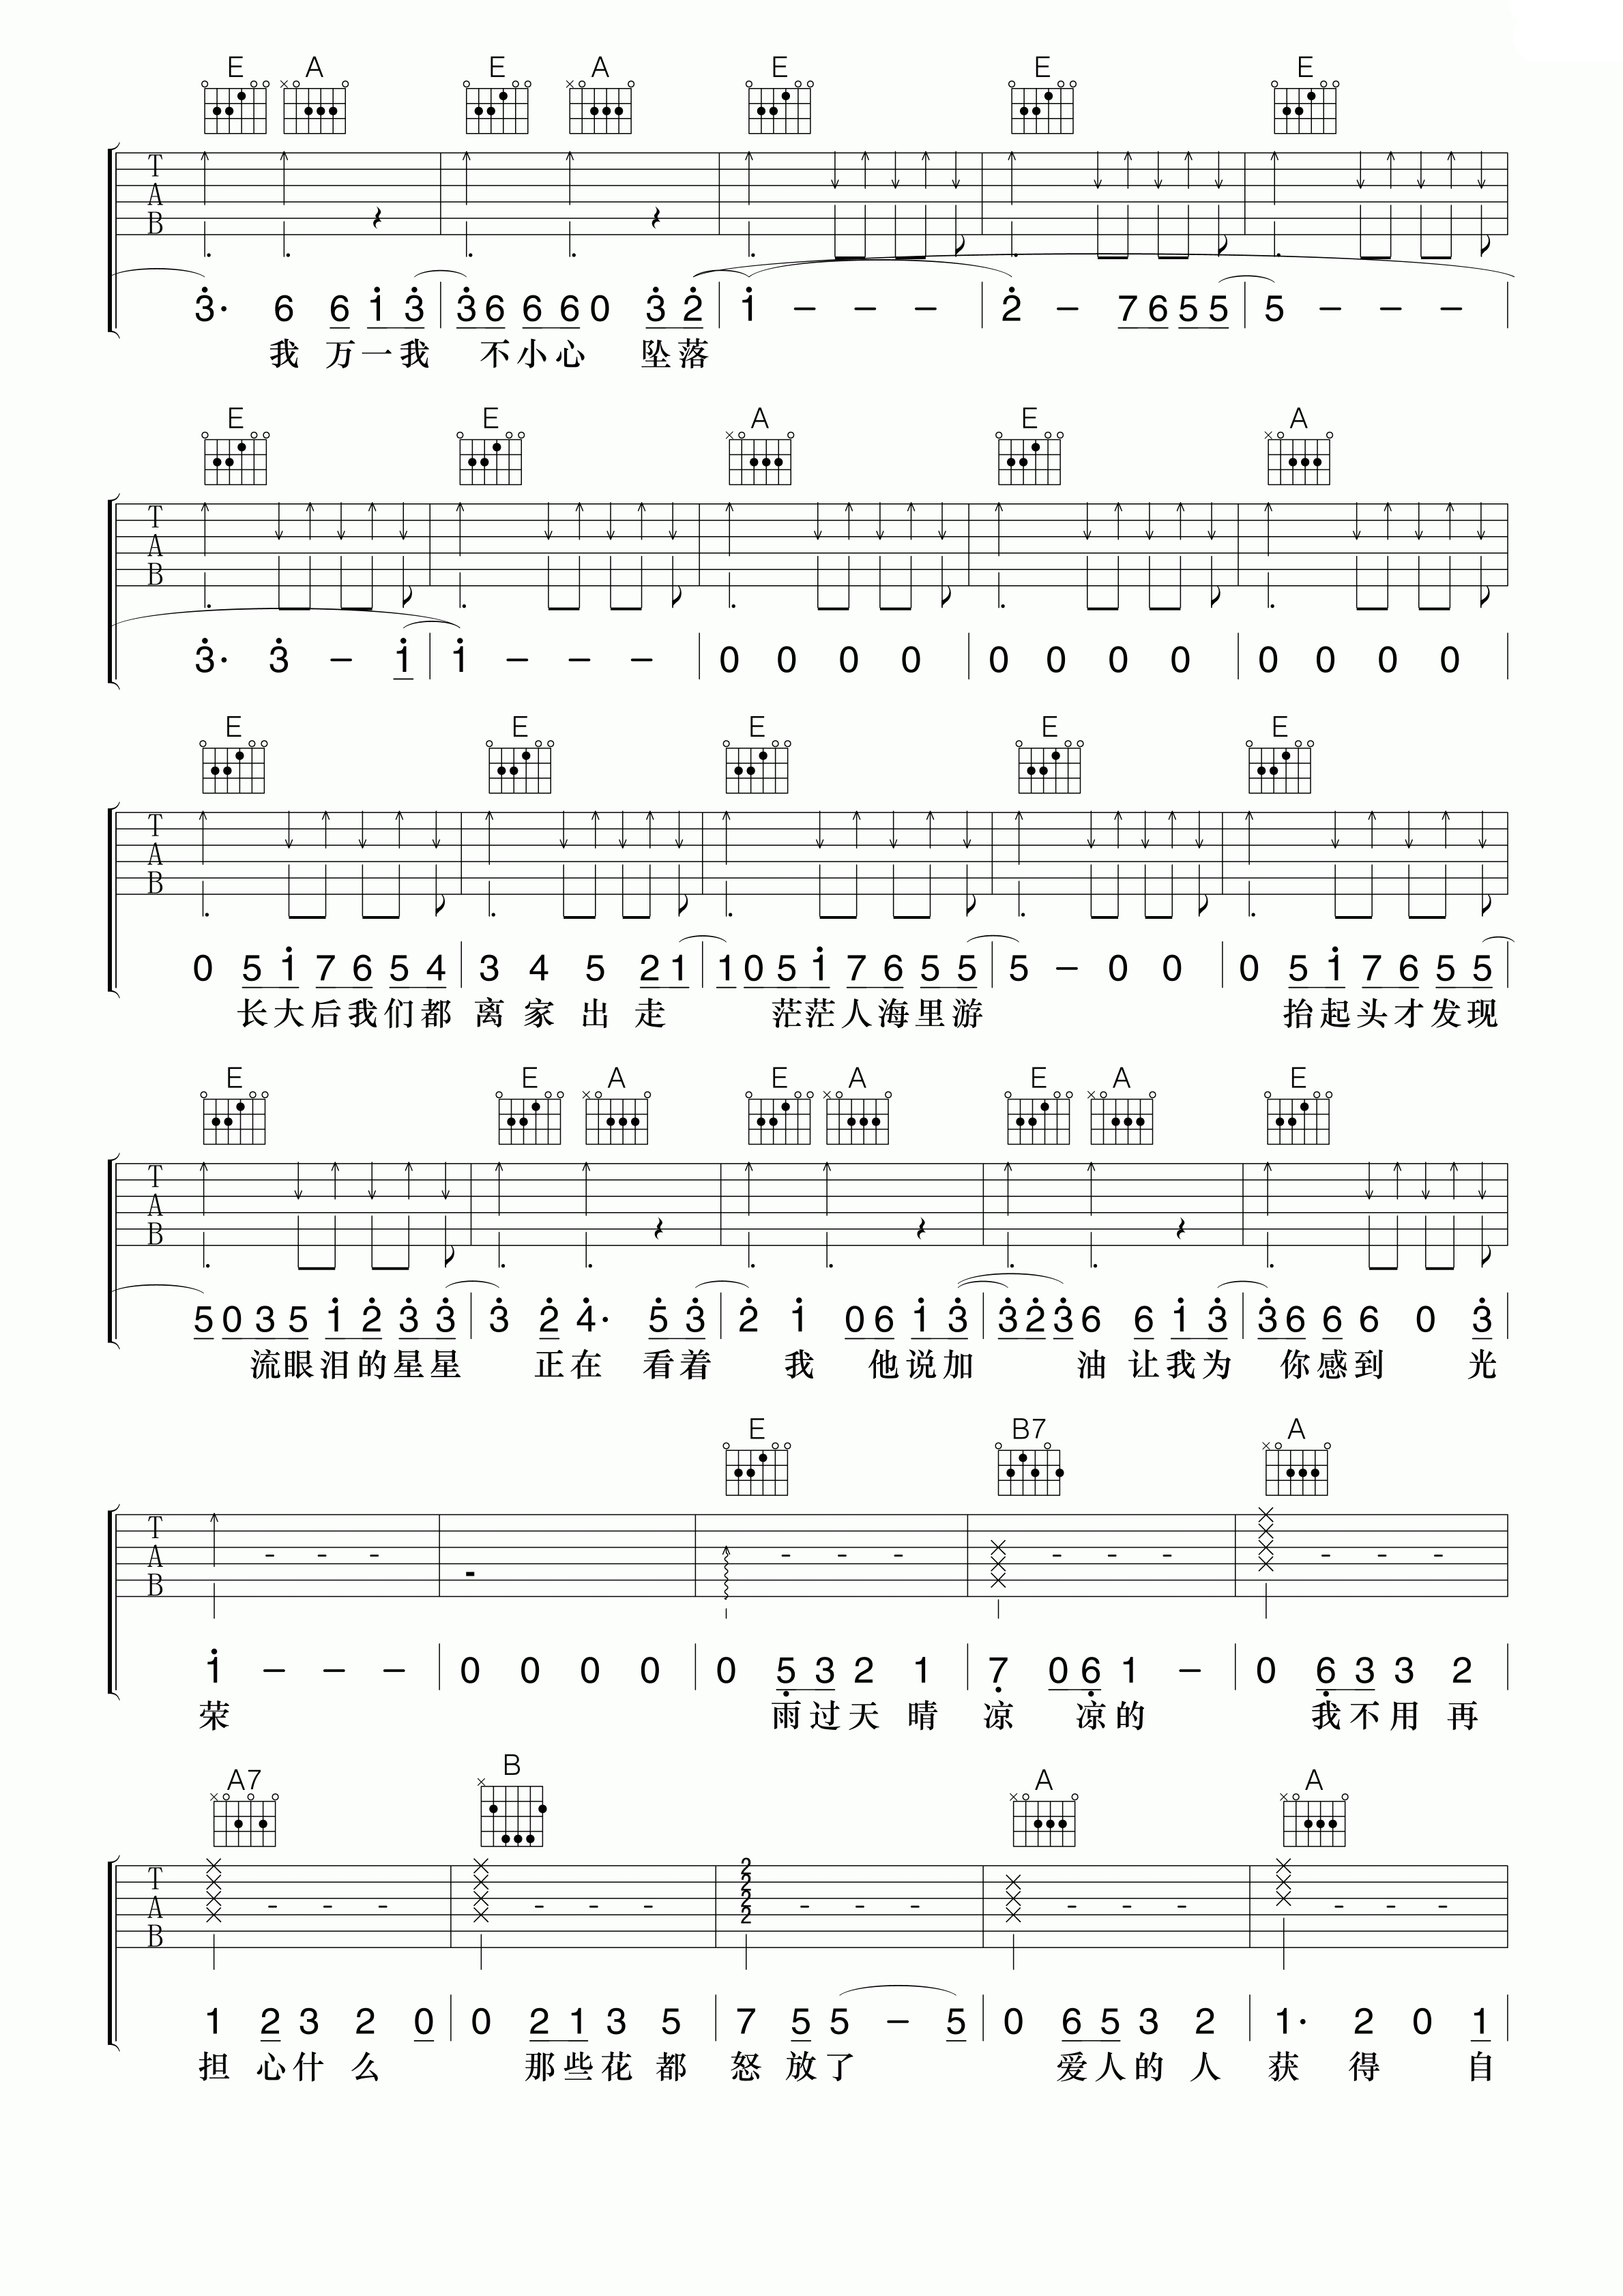 E A E A E E E
T A B
3· 6 6 1 3 3 6 6 6 0 3 2 1 – – – 2 – 7 6 5 5 5 – – –
我 万一我 不小心 坠落
E E A E A
T A B
3· 3 – 1 1 – – – 0 0 0 0 0 0 0 0 0 0 0 0
E E E E E
T A B
0 5 1 7 6 5 4 3 4 5 2 1 1 0 5 1 7 6 5 5 5 – 0 0 0 5 1 7 6 5 5
长大后我们都 离 家 出 走 茫茫人海里游 抬起头才发现
E E A E A E A E
T A B
5 0 3 5 1 2 3 3 3 2 4· 5 3 2 1 0 6 1 3 3 2 3 6 6 1 3 3 6 6 6 0 3
流眼泪的星星 正在 看着 我 他说加 油 让我为 你感到 光
E B7 A
T A B
1 – – – 0 0 0 0 0 5 3 2 1 7 0 6 1 – 0 6 3 3 2
荣 雨过天 晴 凉 凉的 我不用 再
A7 B A A
T A B
2 2 2 2
1 2 3 2 0 0 2 1 3 5 7 5 5 – 5 0 6 5 3 2 1· 2 0 1
担 心什 么 那些花 都 怒 放了 爱人的 人 获 得 自